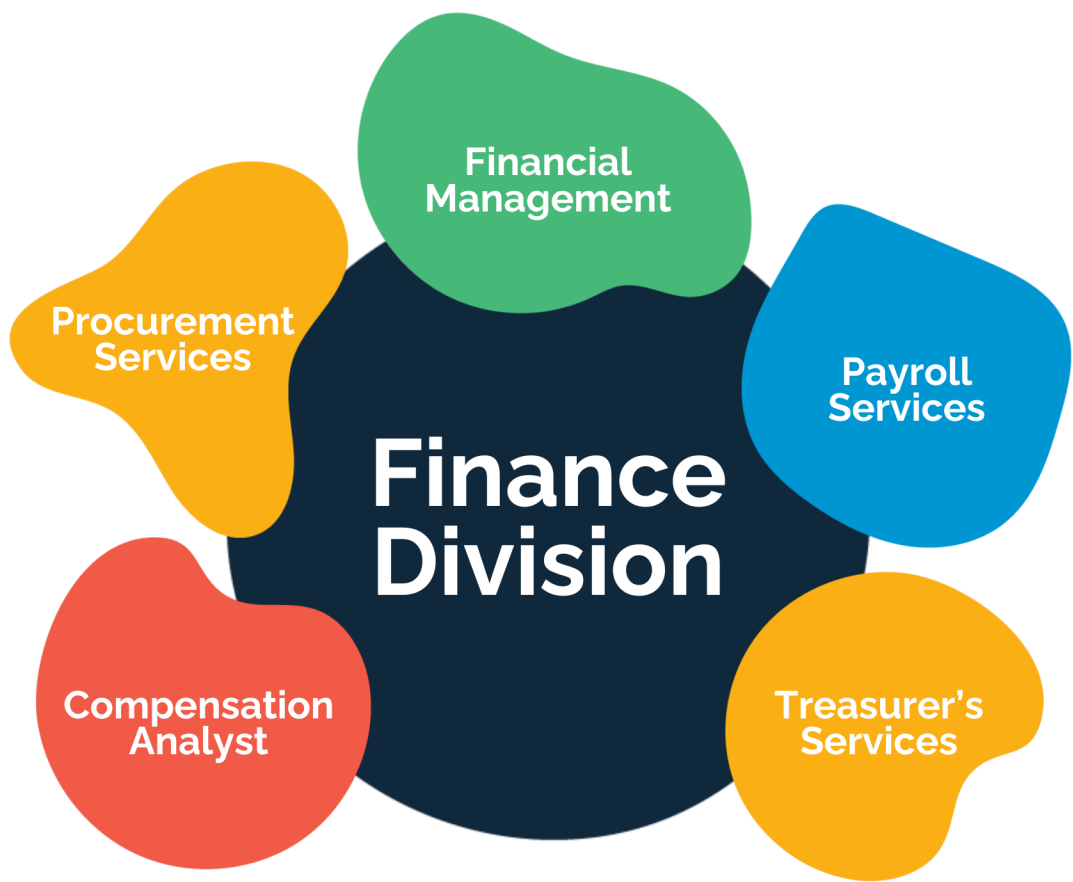 Financial
Management
Procurement
Services
Payroll
Services
Finance
Division
Compensation
Analyst
Treasurer’s
Services